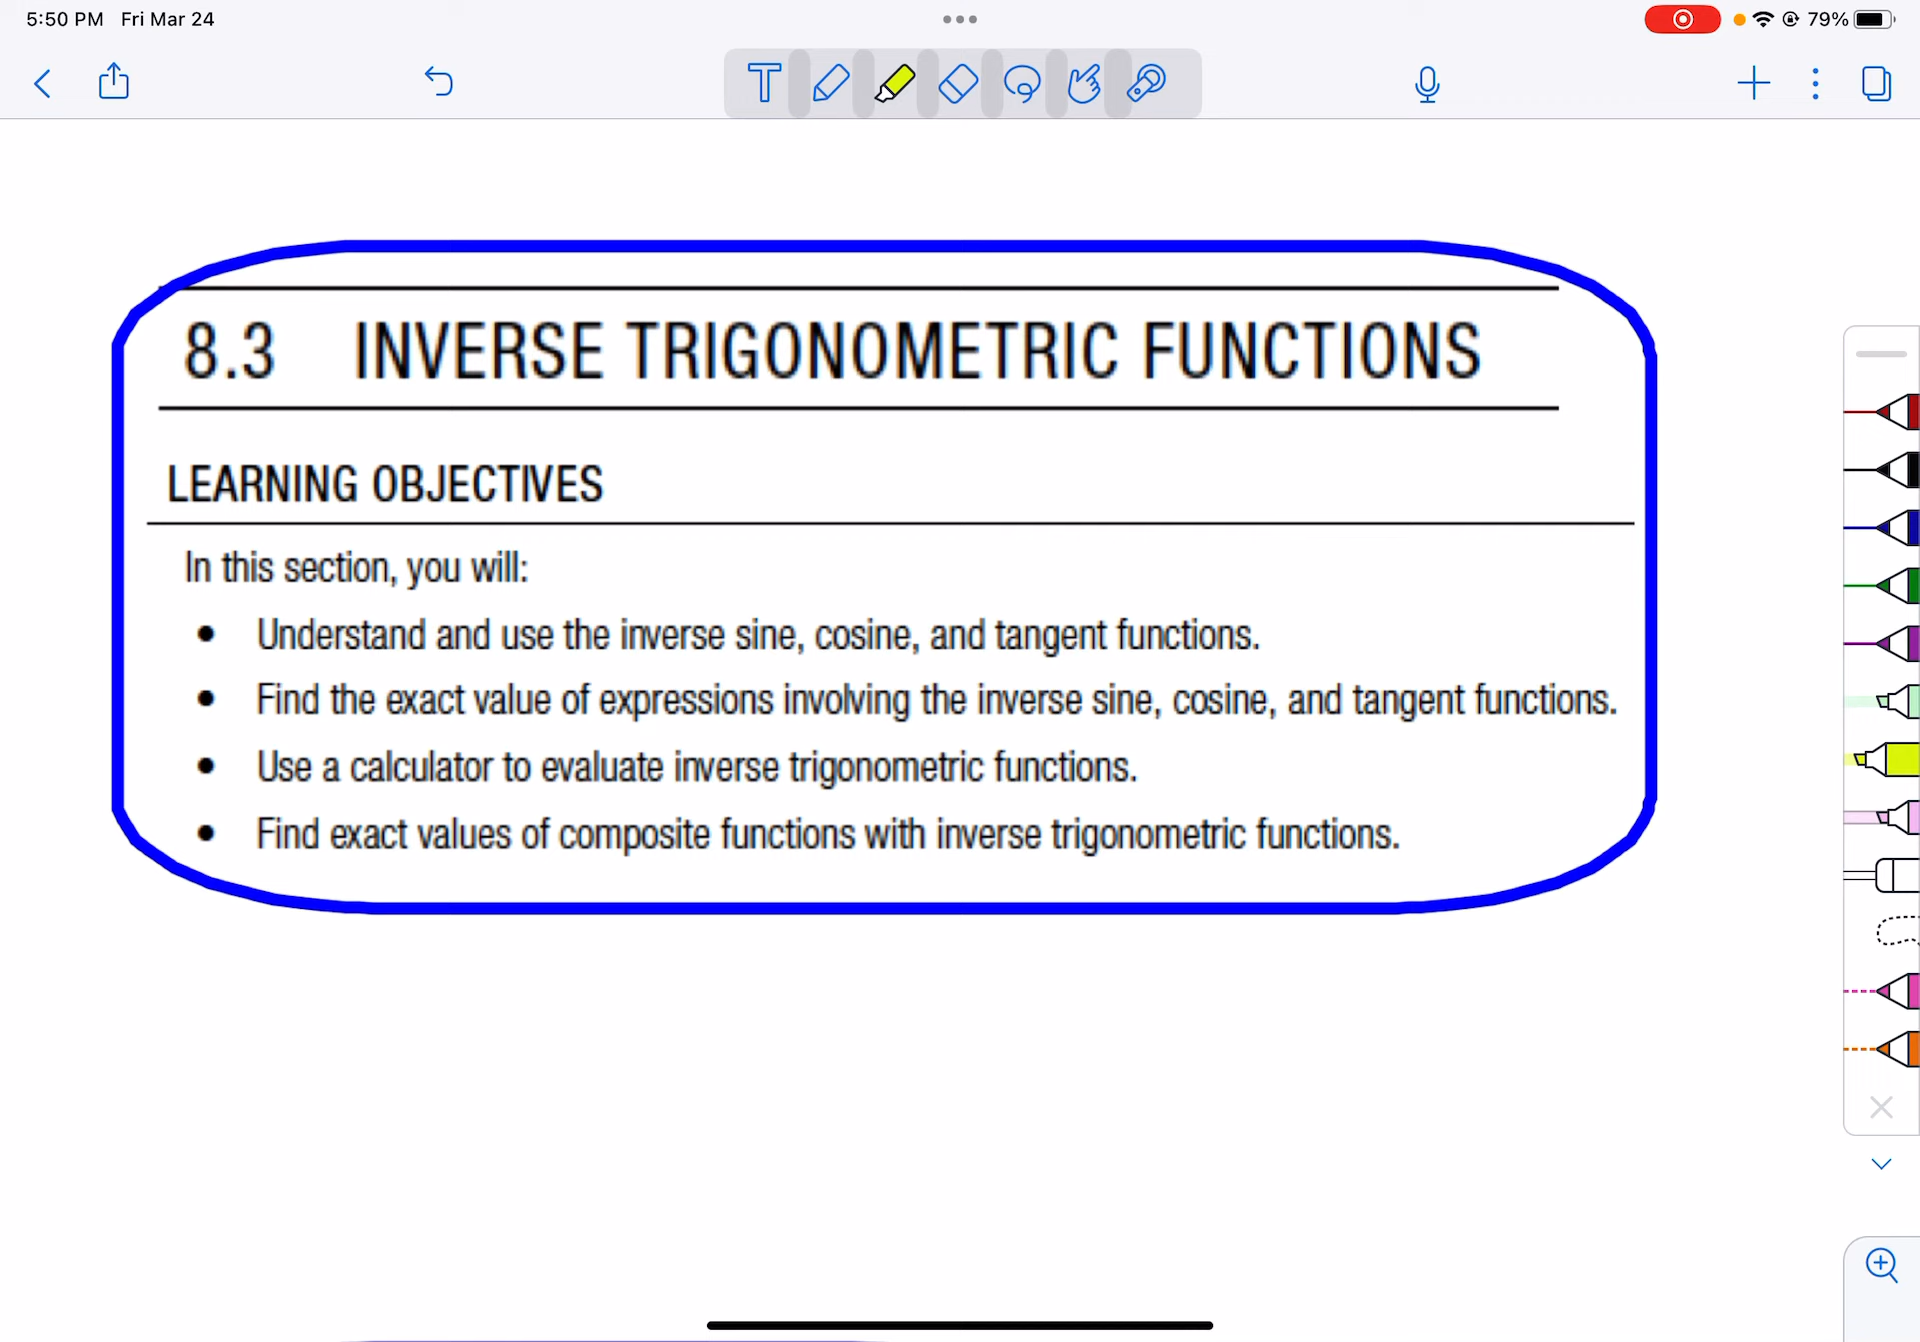 5:50 PM Fri Mar 24
79%
8.3 INVERSE TRIGONOMETRIC FUNCTIONS
LEARNING OBJECTIVES
In this section, you will:
• Understand and use the inverse sine, cosine, and tangent functions.
• Find the exact value of expressions involving the inverse sine, cosine, and tangent functions.
• Use a calculator to evaluate inverse trigonometric functions.
• Find exact values of composite functions with inverse trigonometric functions.